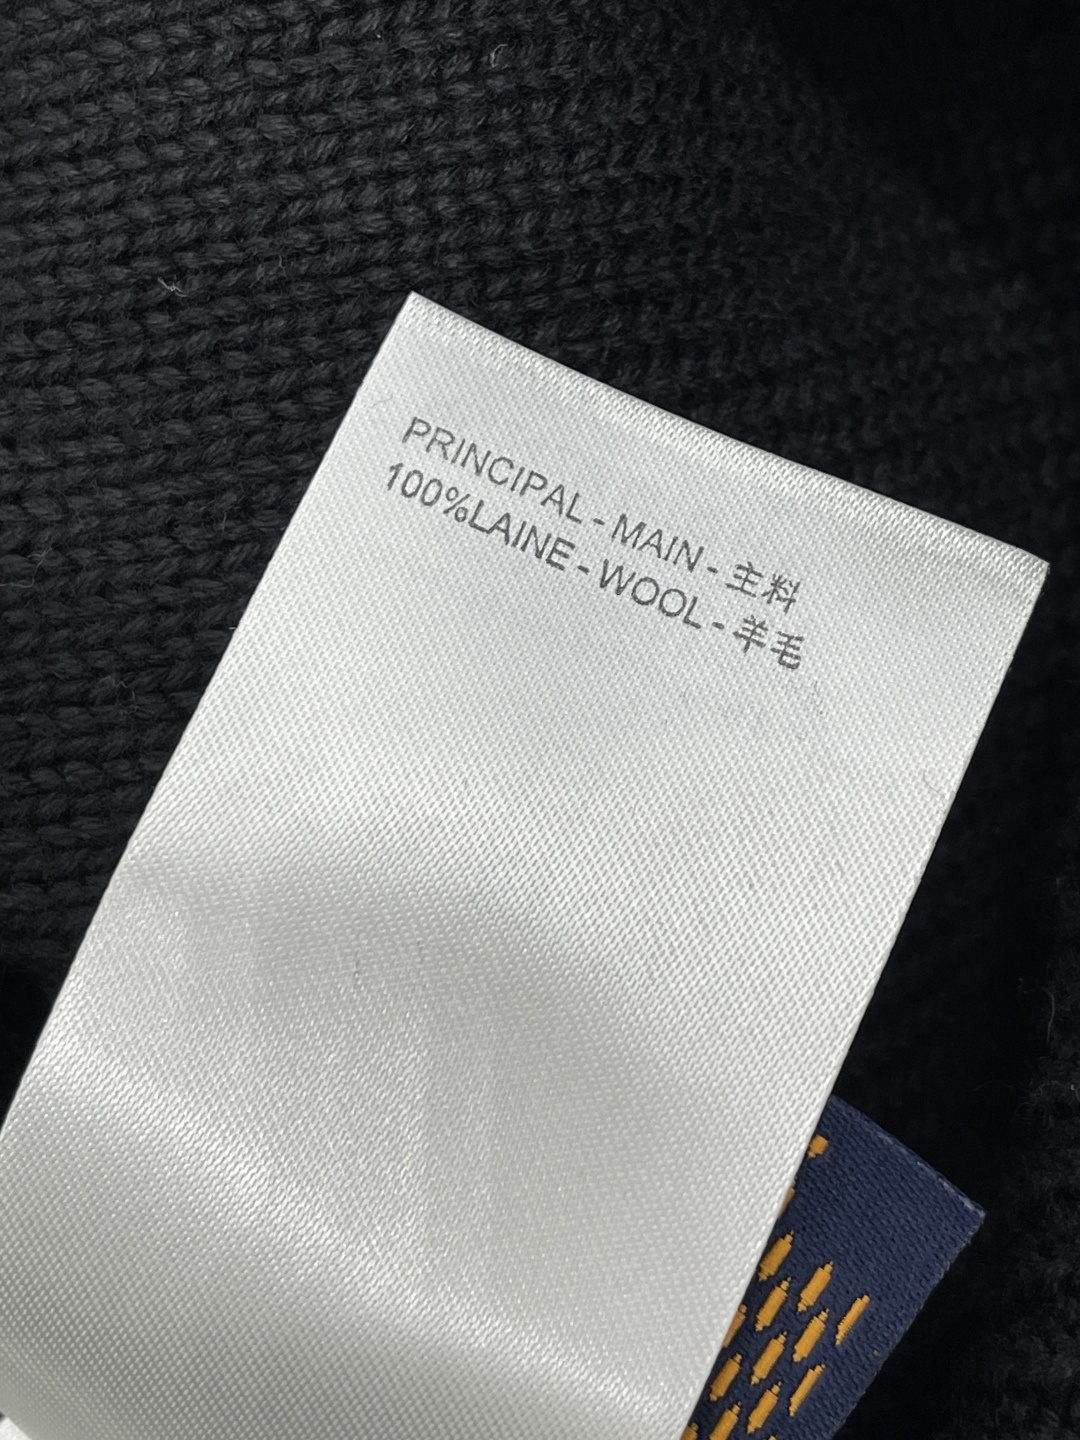 PRINCIPAL - MAIN - 主料
100%LAINE - WOOL - 羊毛